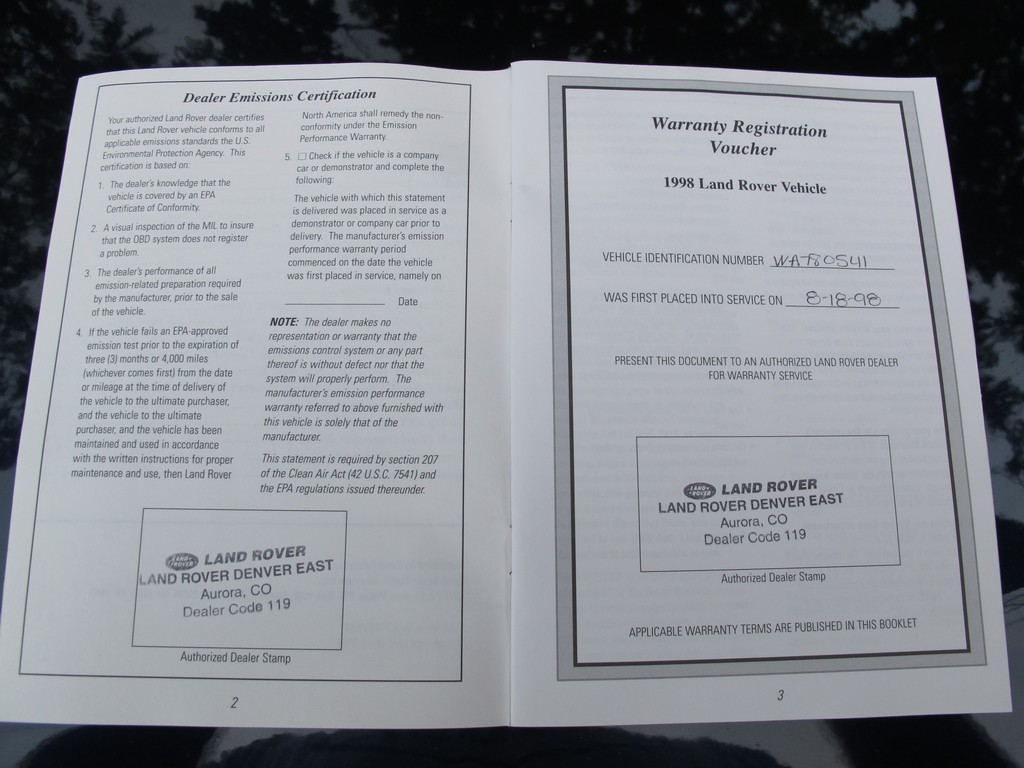 Dealer Emissions Certification
Your authorized Land Rover dealer certifies
that this Land Rover vehicle conforms to all
applicable emissions standards the U.S.
Environmental Protection Agency. This
certification is based on:
1. The dealer's knowledge that the
vehicle is covered by an EPA
Certificate of Conformity.
2. A visual inspection of the MIL to insure
that the OBD system does not register
a problem.
3. The dealer's performance of all
emission-related preparation required
by the manufacturer, prior to the sale
of the vehicle.
4. If the vehicle fails an EPA-approved
emission test prior to the expiration of
three (3) months or 4,000 miles
(whichever comes first) from the date
or mileage at the time of delivery of
the vehicle to the ultimate purchaser,
and the vehicle to the ultimate
purchaser, and the vehicle has been
maintained and used in accordance
with the written instructions for proper
maintenance and use, then Land Rover
North America shall remedy the non-
conformity under the Emission
Performance Warranty.
5. ☐ Check if the vehicle is a company
car or demonstrator and complete the
following:
The vehicle with which this statement
is delivered was placed in service as a
demonstrator or company car prior to
delivery. The manufacturer's emission
performance warranty period
commenced on the date the vehicle
was first placed in service, namely on
Date
NOTE: The dealer makes no
representation or warranty that the
emissions control system or any part
thereof is without defect nor that the
system will properly perform. The
manufacturer's emission performance
warranty referred to above furnished with
this vehicle is solely that of the
manufacturer.
This statement is required by section 207
of the Clean Air Act (42 U.S.C. 7541) and
the EPA regulations issued thereunder.
LAND ROVER LAND ROVER
LAND ROVER DENVER EAST
Aurora, CO
Dealer Code 119
Authorized Dealer Stamp
2
Warranty Registration
Voucher
1998 Land Rover Vehicle
VEHICLE IDENTIFICATION NUMBER WAT80541
WAS FIRST PLACED INTO SERVICE ON 8-18-98
PRESENT THIS DOCUMENT TO AN AUTHORIZED LAND ROVER DEALER
FOR WARRANTY SERVICE
LAND ROVER LAND ROVER
LAND ROVER DENVER EAST
Aurora, CO
Dealer Code 119
Authorized Dealer Stamp
APPLICABLE WARRANTY TERMS ARE PUBLISHED IN THIS BOOKLET
3